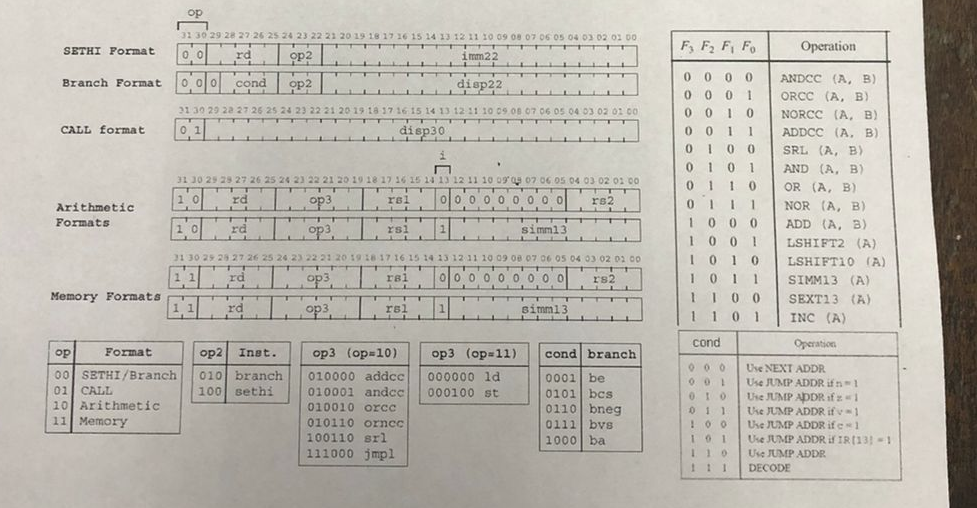 op
31 30 29 28 27 26 25 24 23 22 21 20 19 18 17 16 15 14 13 12 11 10 09 08 07 06 05 04 03 02 01 00
SETHI Format 0 0 rd op2 imm22
Branch Format 0 0 0 cond op2 disp22
31 30 29 28 27 26 25 24 23 22 21 20 19 18 17 16 15 14 13 12 11 10 09 08 07 06 05 04 03 02 01 00
CALL format 0 1 disp30
i
31 30 29 28 27 26 25 24 23 22 21 20 19 18 17 16 15 14 13 12 11 10 09 08 07 06 05 04 03 02 01 00
Arithmetic Formats
1 0 rd op3 rs1 0 0 0 0 0 0 0 0 0 rs2
1 0 rd op3 rs1 1 simm13
31 30 29 28 27 26 25 24 23 22 21 20 19 18 17 16 15 14 13 12 11 10 09 08 07 06 05 04 03 02 01 00
Memory Formats
1 1 rd op3 rs1 0 0 0 0 0 0 0 0 0 rs2
1 1 rd op3 rs1 1 simm13
op Format
00 SETHI/Branch
01 CALL
10 Arithmetic
11 Memory
op2 Inst.
010 branch
100 sethi
op3 (op=10)
010000 addcc
010001 andcc
010010 orcc
010110 orncc
100110 srl
111000 jmpl
op3 (op=11)
000000 ld
000100 st
cond branch
0001 be
0101 bcs
0110 bneg
0111 bvs
1000 ba
F3 F2 F1 F0 Operation
0 0 0 0 ANDCC (A, B)
0 0 0 1 ORCC (A, B)
0 0 1 0 NORCC (A, B)
0 0 1 1 ADDCC (A, B)
0 1 0 0 SRL (A, B)
0 1 0 1 AND (A, B)
0 1 1 0 OR (A, B)
0 1 1 1 NOR (A, B)
1 0 0 0 ADD (A, B)
1 0 0 1 LSHIFT2 (A)
1 0 1 0 LSHIFT10 (A)
1 0 1 1 SIMM13 (A)
1 1 0 0 SEXT13 (A)
1 1 0 1 INC (A)
cond Operation
0 0 0 Use NEXT ADDR
0 0 1 Use JUMP ADDR if n = 1
0 1 0 Use JUMP ADDR if z = 1
0 1 1 Use JUMP ADDR if v = 1
1 0 0 Use JUMP ADDR if c = 1
1 0 1 Use JUMP ADDR if IR[13] = 1
1 1 0 Use JUMP ADDR
1 1 1 DECODE